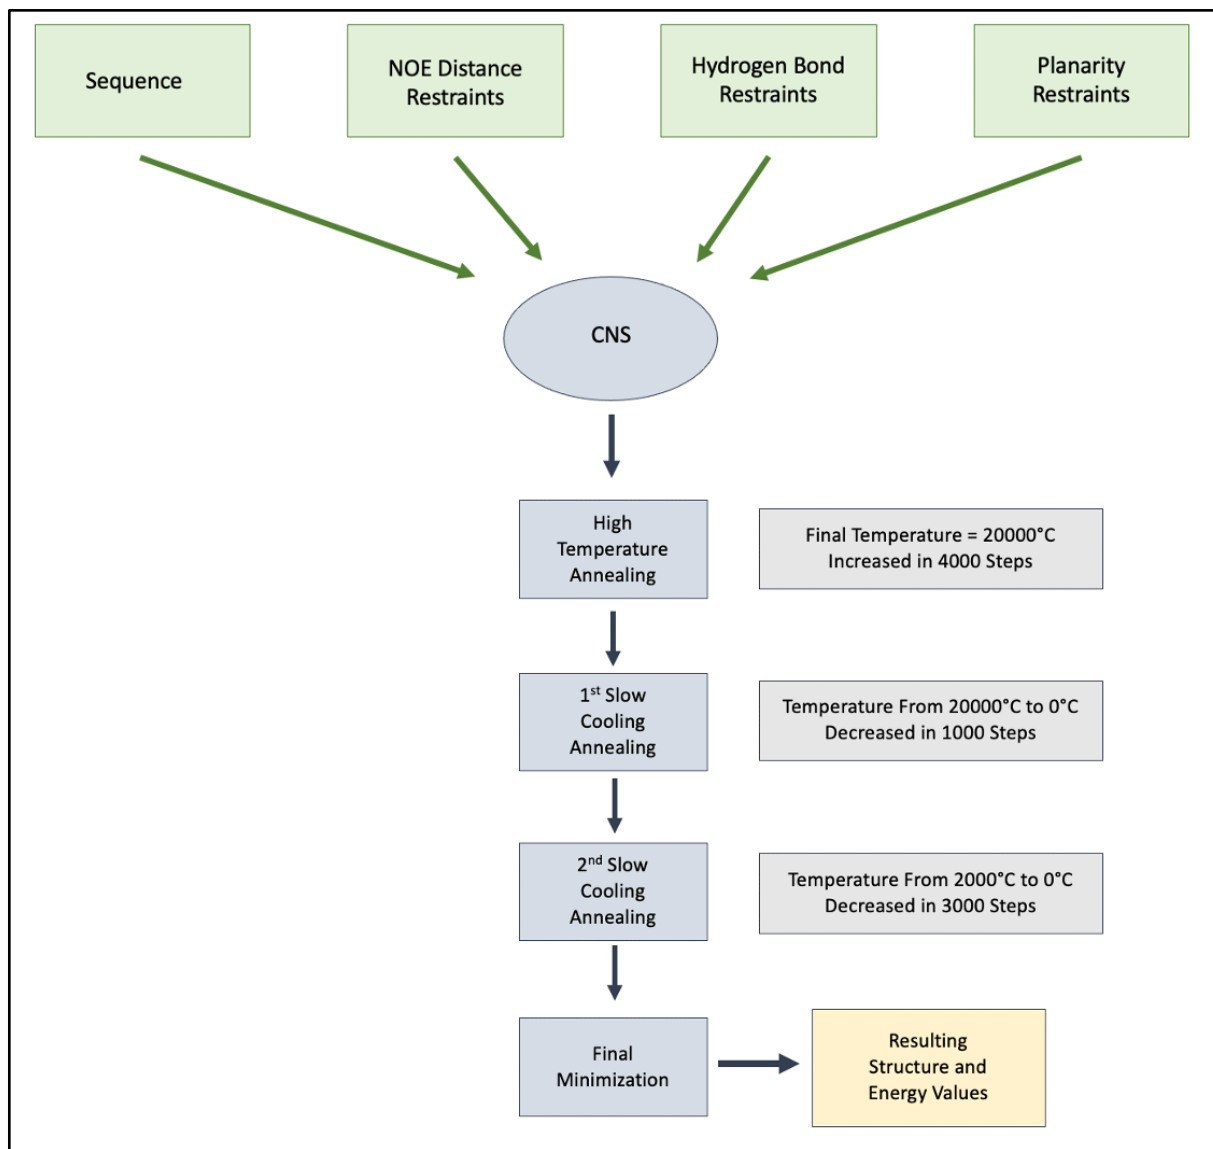 Sequence
NOE Distance
Restraints
Hydrogen Bond
Restraints
Planarity
Restraints
CNS
High
Temperature
Annealing
Final Temperature = 20000°C
Increased in 4000 Steps
1st Slow
Cooling
Annealing
Temperature From 20000°C to 0°C
Decreased in 1000 Steps
2nd Slow
Cooling
Annealing
Temperature From 2000°C to 0°C
Decreased in 3000 Steps
Final
Minimization
Resulting
Structure and
Energy Values